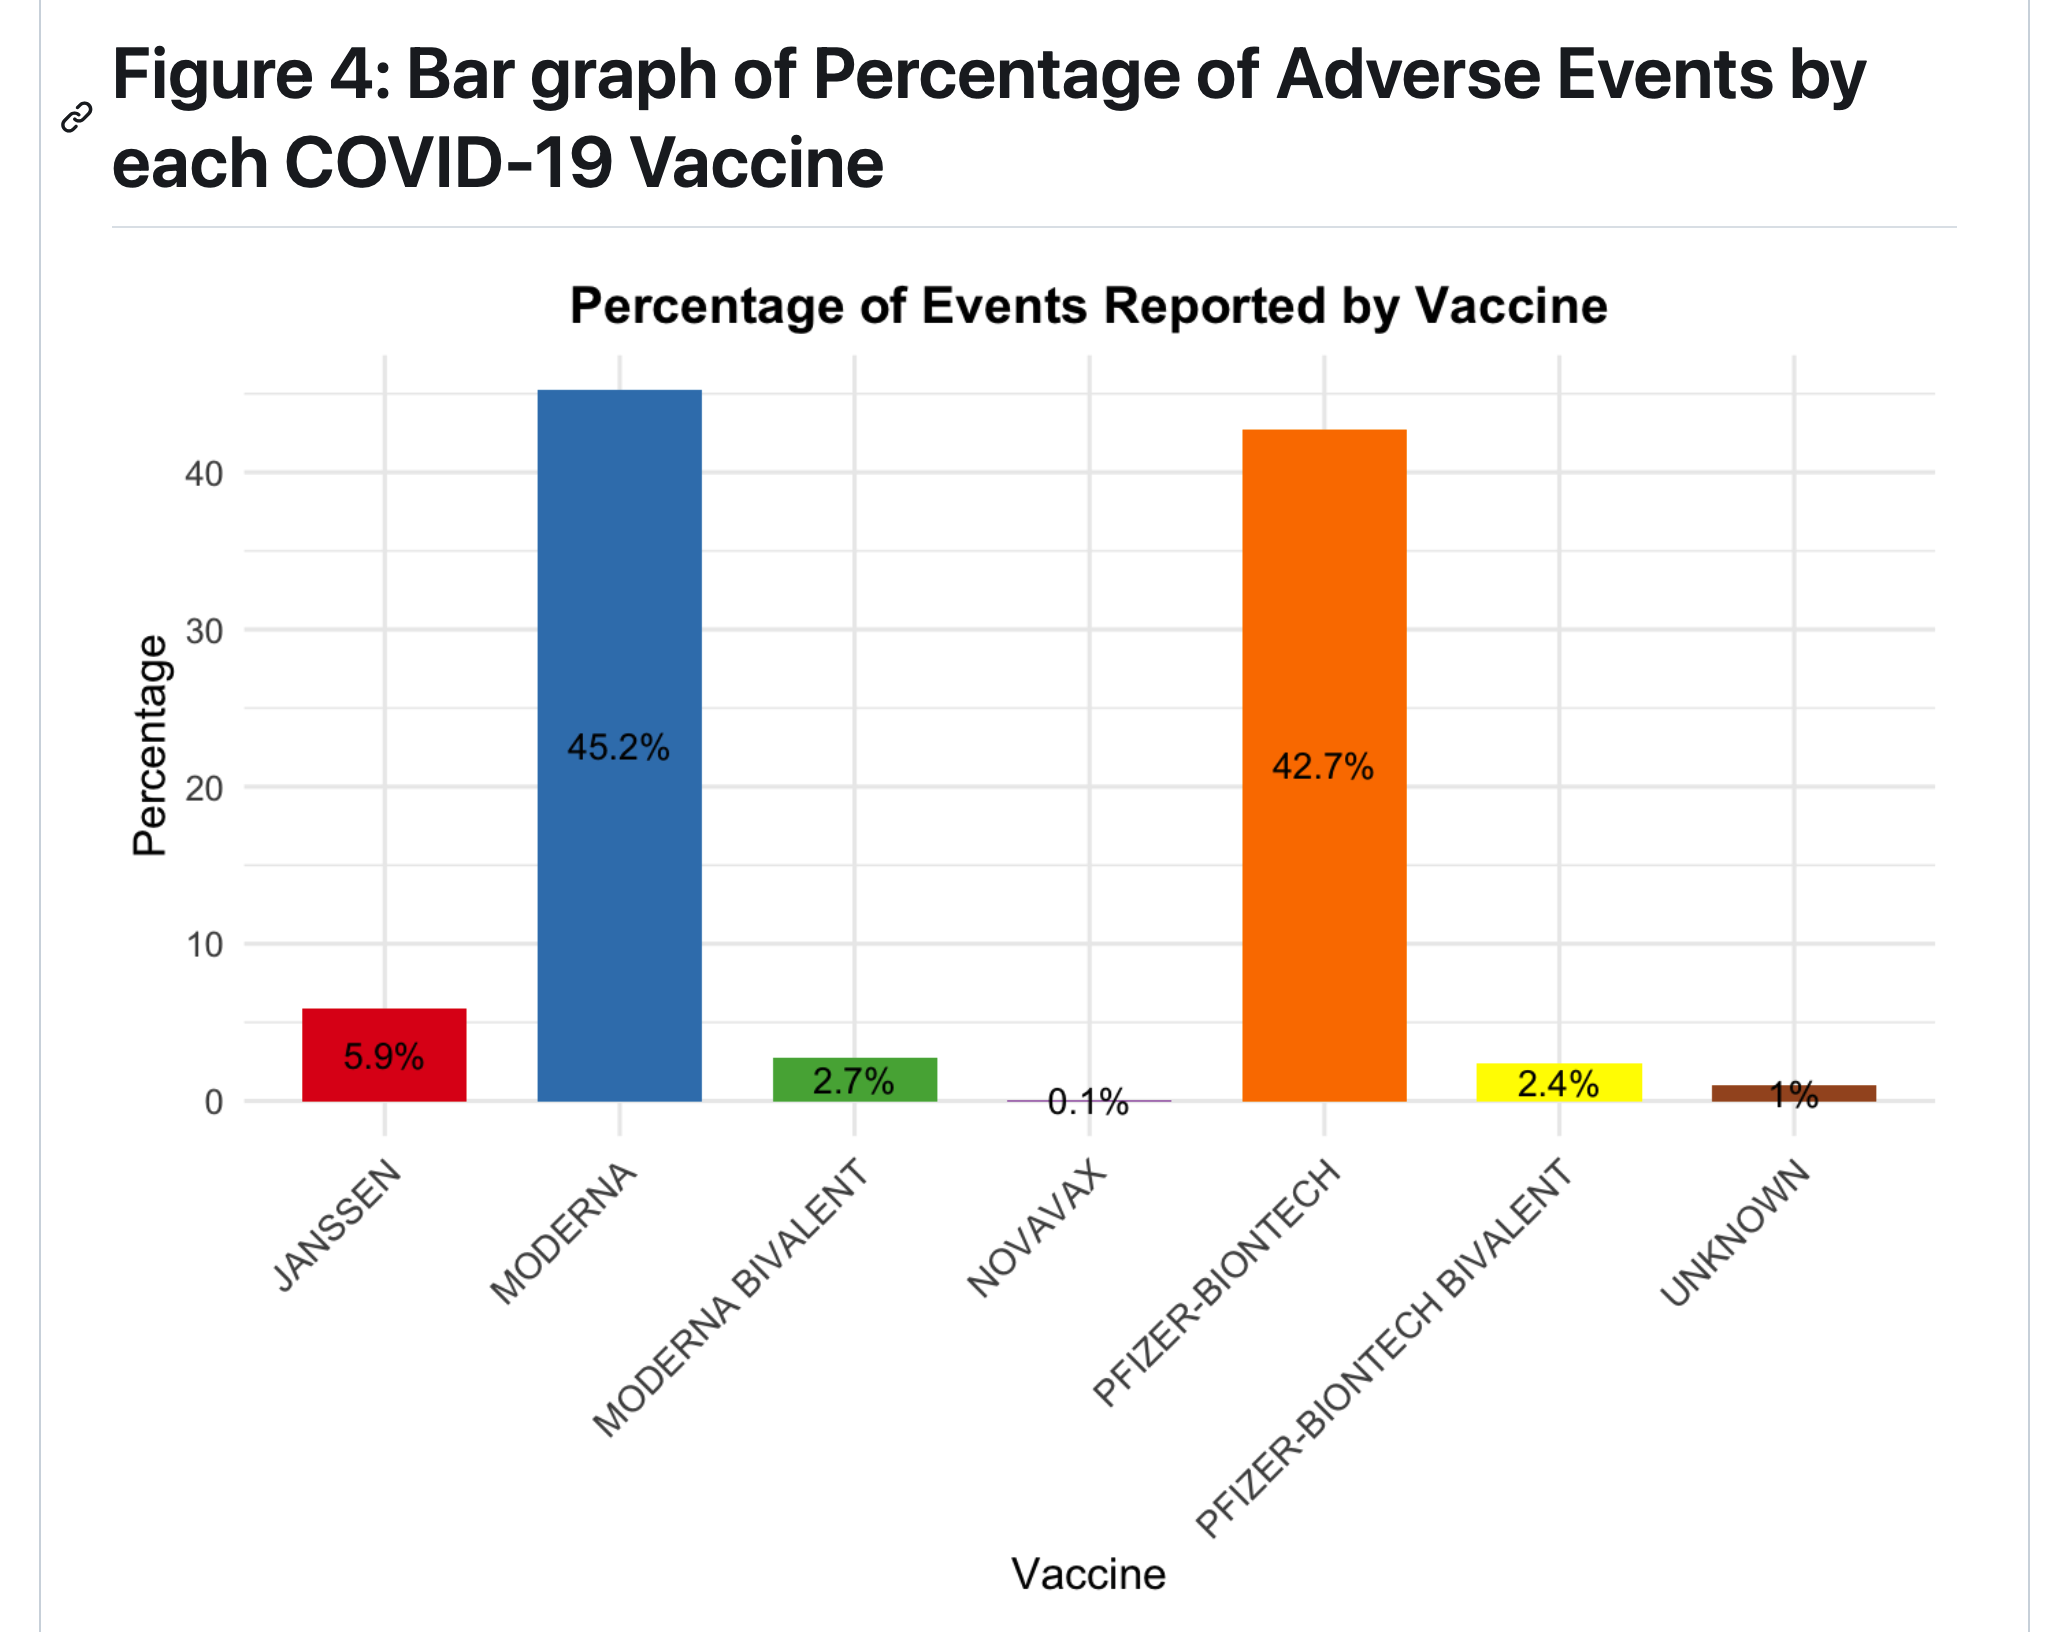 Figure 4: Bar graph of Percentage of Adverse Events by
each COVID-19 Vaccine
Percentage of Events Reported by Vaccine
Percentage
40
30
20
10
0
5.9%
45.2%
2.7%
0.1%
42.7%
2.4%
1%
JANSSEN
MODERNA
MODERNA BIVALENT
NOVAVAX
PFIZER-BIONTECH
PFIZER-BIONTECH BIVALENT
UNKNOWN
Vaccine